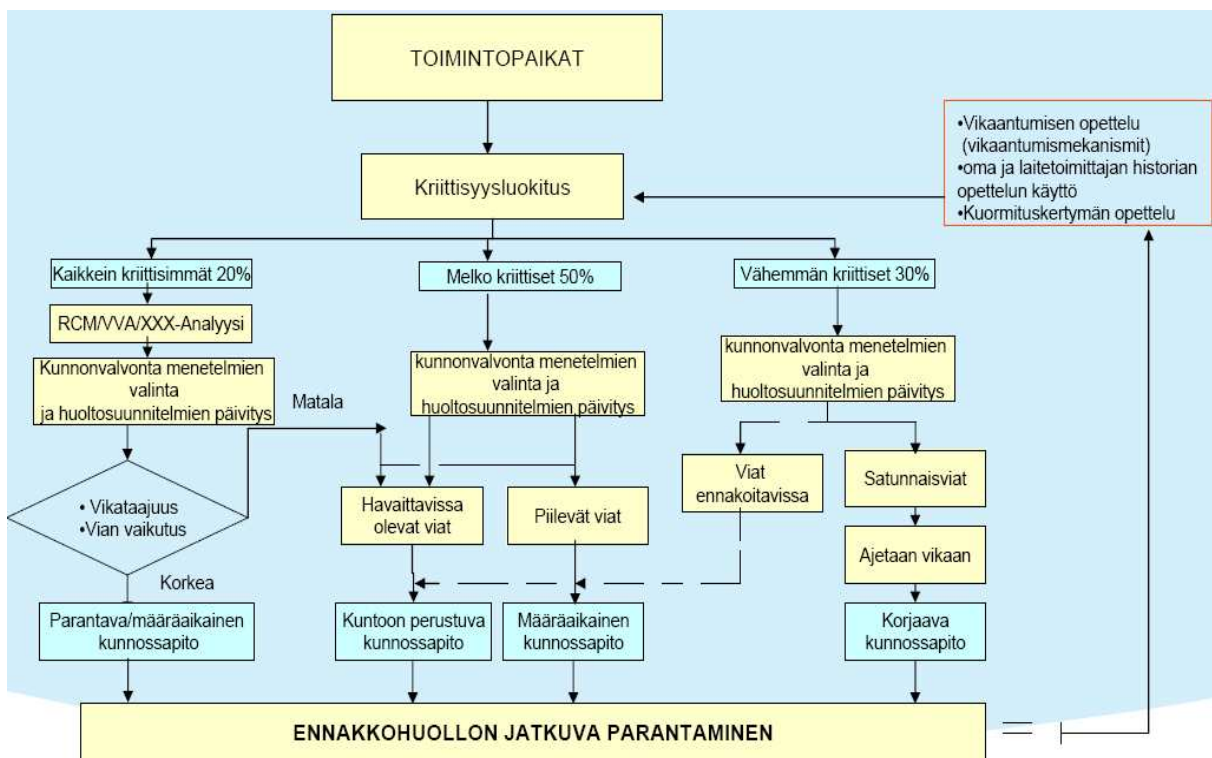 TOIMINTOPAIKAT
•Vikaantumisen opettelu
(vikaantumismekanismit)
•oma ja laitetoimittajan historian
opettelun käyttö
•Kuormituskertymän opettelu
Kriittisyysluokitus
Kaikkein kriittisimmät 20%
Melko kriittiset 50%
Vähemmän kriittiset 30%
RCM/VVA/XXX-Analyysi
Kunnonvalvonta menetelmien
valinta
ja huoltosuunnitelmien päivitys
kunnonvalvonta menetelmien
valinta ja
huoltosuunnitelmien päivitys
kunnonvalvonta menetelmien
valinta ja
huoltosuunnitelmien päivitys
Matala
• Vikataajuus
•Vian vaikutus
Havaittavissa
olevat viat
Piilevät viat
Viat
ennakoitavissa
Satunnaisviat
Ajetaan vikaan
Korkea
Parantava/määräaikainen
kunnossapito
Kuntoon perustuva
kunnossapito
Määräaikainen
kunnossapito
Korjaava
kunnossapito
ENNAKKOHUOLLON JATKUVA PARANTAMINEN